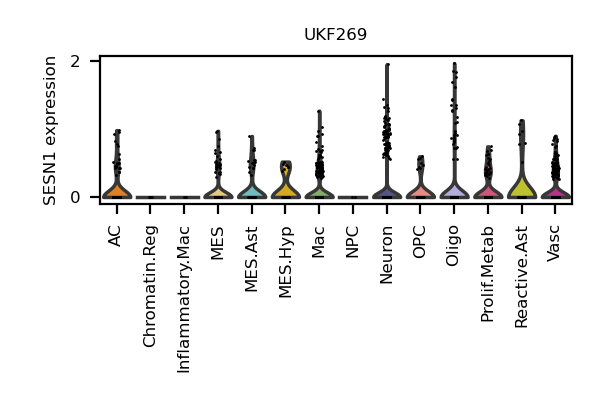 UKF269
SESN1 expression
2
0
AC
Chromatin.Reg
Inflammatory.Mac
MES
MES.Ast
MES.Hyp
Mac
NPC
Neuron
OPC
Oligo
Prolif.Metab
Reactive.Ast
Vasc